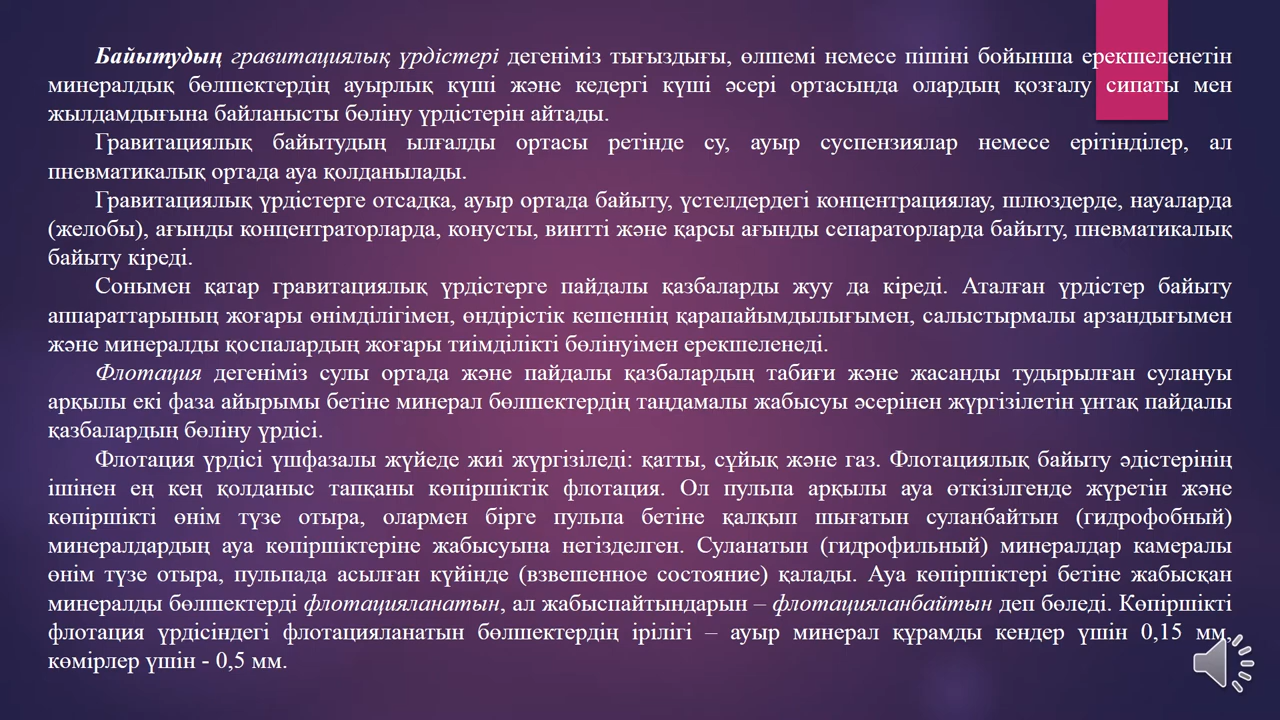 Байытудың гравитациялық үрдістері дегеніміз тығыздығы, өлшемі немесе пішіні бойынша ерекшеленетін
минералдық бөлшектердің ауырлық күші және кедергі күші әсері ортасында олардың қозғалу сипаты мен
жылдамдығына байланысты бөліну үрдістерін айтады.
Гравитациялық байытудың ылғалды ортасы ретінде су, ауыр суспензиялар немесе ерітінділер, ал
пневматикалық ортада ауа қолданылады.
Гравитациялық үрдістерге отсадка, ауыр ортада байыту, үстелдердегі концентрациялау, шлюздерде, науаларда
(желобы), ағынды концентраторларда, конусты, винтті және қарсы ағынды сепараторларда байыту, пневматикалық
байыту кіреді.
Сонымен қатар гравитациялық үрдістерге пайдалы қазбаларды жуу да кіреді. Аталған үрдістер байыту
аппараттарының жоғары өнімділігімен, өндірістік кешеннің қарапайымдылығымен, салыстырмалы арзандығымен
және минералды қоспалардың жоғары тиімділікті бөлінуімен ерекшеленеді.
Флотация дегеніміз сулы ортада және пайдалы қазбалардың табиғи және жасанды тудырылған сулануы
арқылы екі фаза айырымы бетіне минерал бөлшектердің таңдамалы жабысуы әсерінен жүргізілетін ұнтақ пайдалы
қазбалардың бөліну үрдісі.
Флотация үрдісі үшфазалы жүйеде жиі жүргізіледі: қатты, сұйық және газ. Флотациялық байыту әдістерінің
ішінен ең кең қолданыс тапқаны көпіршіктік флотация. Ол пульпа арқылы ауа өткізілгенде жүретін және
көпіршікті өнім түзе отыра, олармен бірге пульпа бетіне қалқып шығатын суланбайтын (гидрофобный)
минералдардың ауа көпіршіктеріне жабысуына негізделген. Суланатын (гидрофильный) минералдар камералы
өнім түзе отыра, пульпада асылған күйінде (взвешенное состояние) қалады. Ауа көпіршіктері бетіне жабысқан
минералды бөлшектерді флотацияланатын, ал жабыспайтындарын – флотацияланбайтын деп бөледі. Көпіршікті
флотация үрдісіндегі флотацияланатын бөлшектердің ірілігі – ауыр минерал құрамды кендер үшін 0,15 мм,
көмірлер үшін - 0,5 мм.